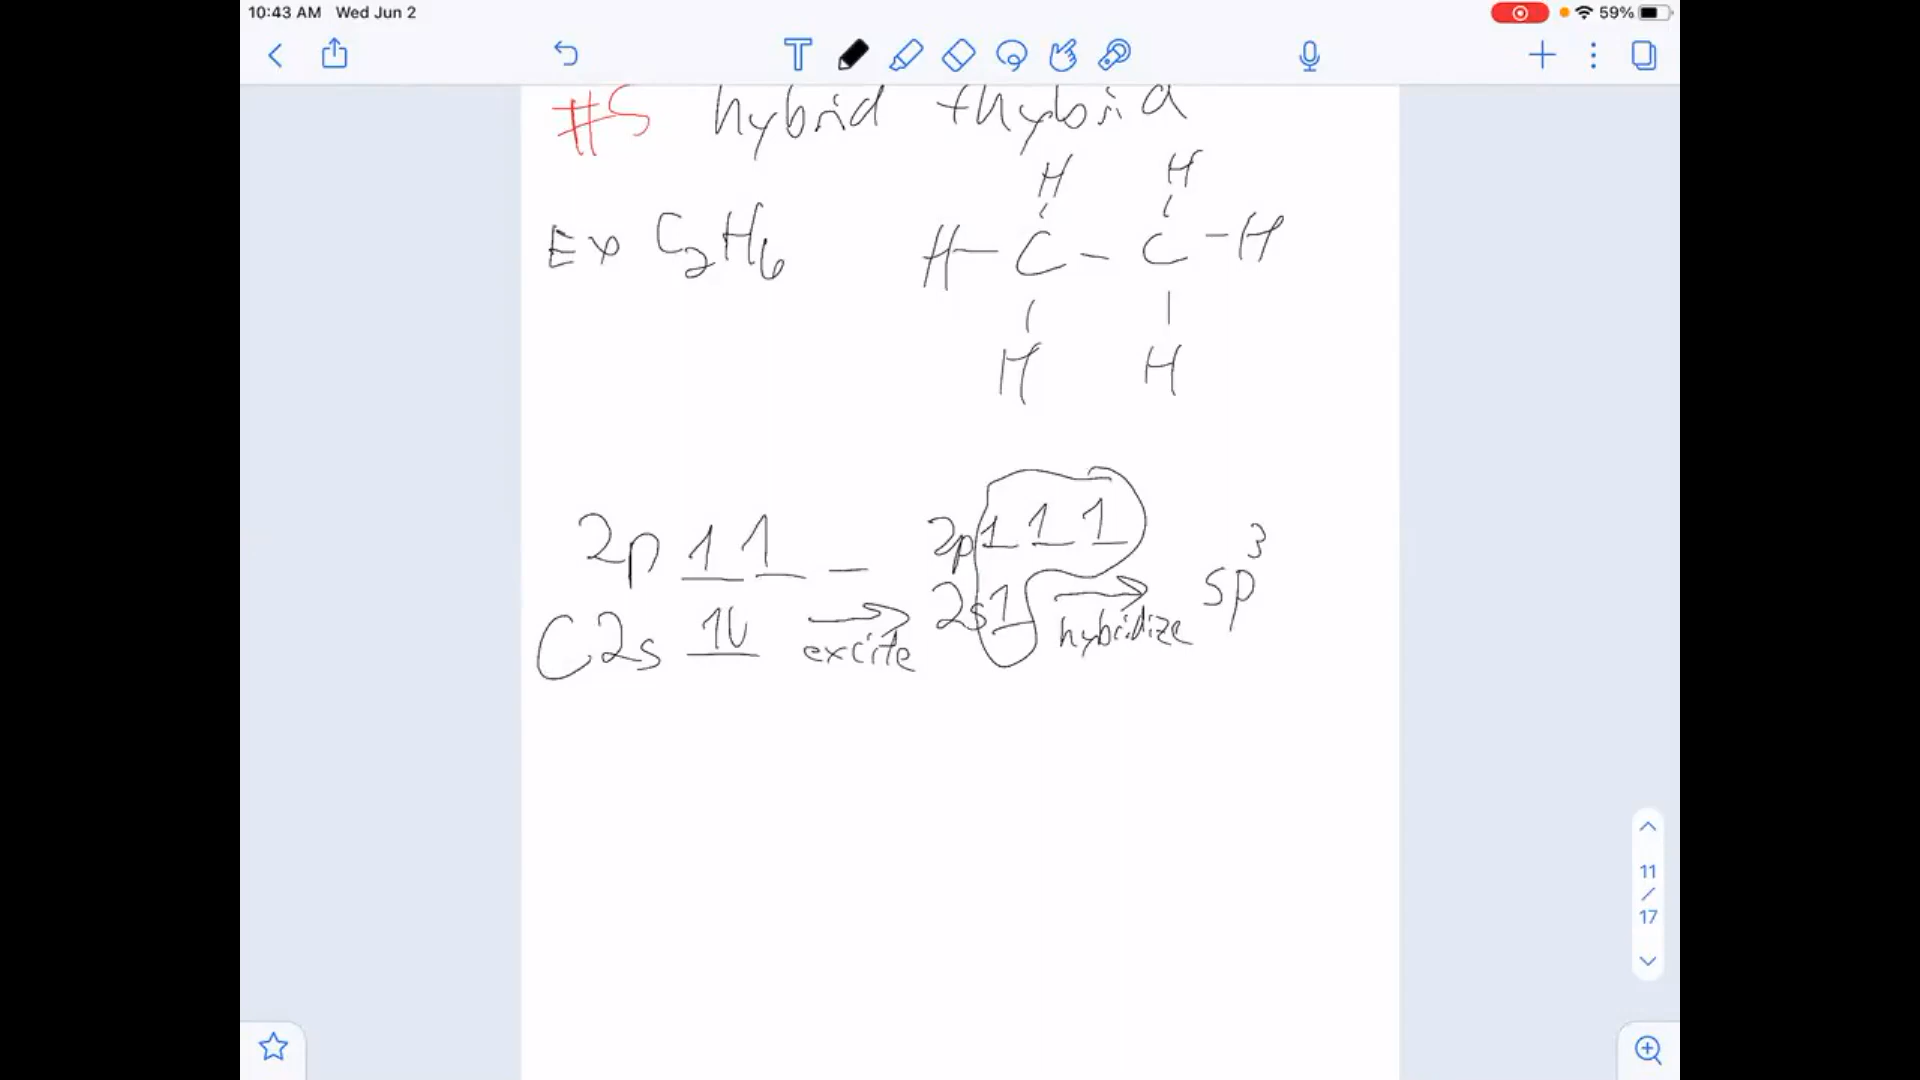 10:43 AM Wed Jun 2
59%
T
#5 hybrid + hybrid
Ex C₂H₆
H H
H – C – C – H
H H
2p 1 1 _ 2p 1 1 1 sp³
C 2s 1l → excite 2s 1 → hybridize
11
/
17